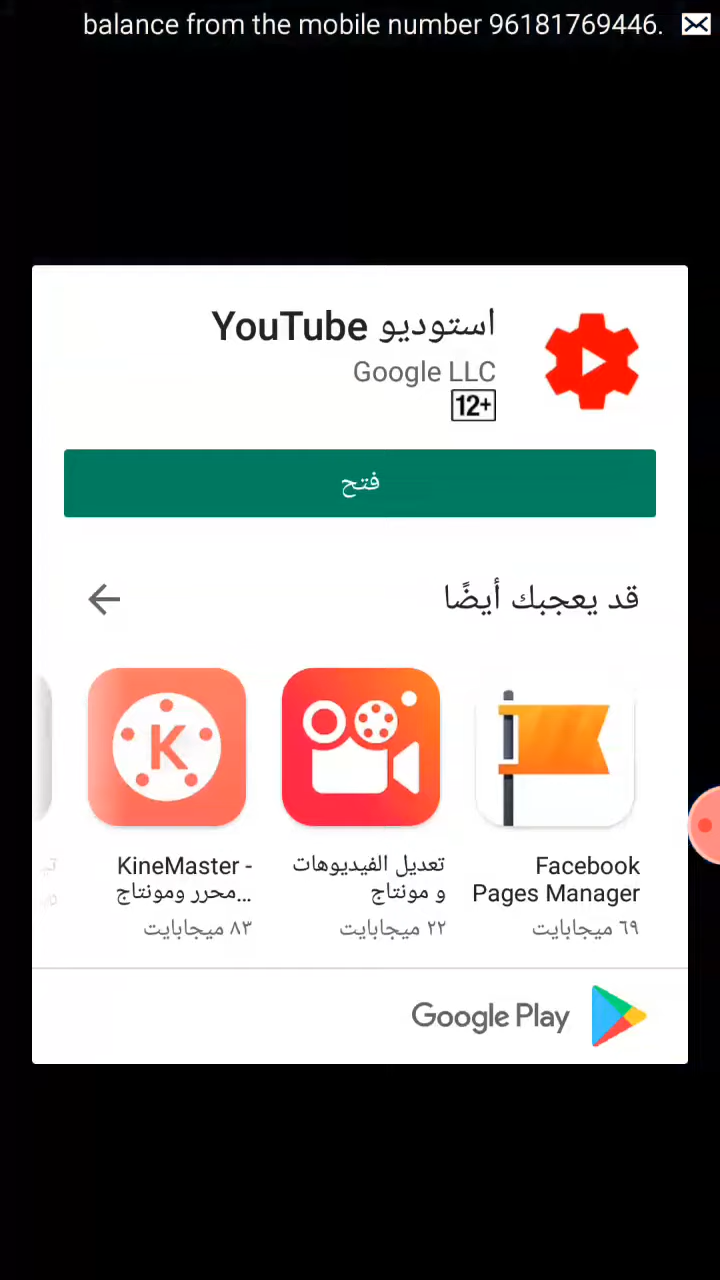 balance from the mobile number 96181769446.
استوديو YouTube
Google LLC
12+
فتح
قد يعجبك أيضًا
Facebook
Pages Manager
٦٩ ميجابايت
تعديل الفيديوهات
و مونتاج
٢٢ ميجابايت
KineMaster -
محرر ومونتاج...
٨٣ ميجابايت
Google Play